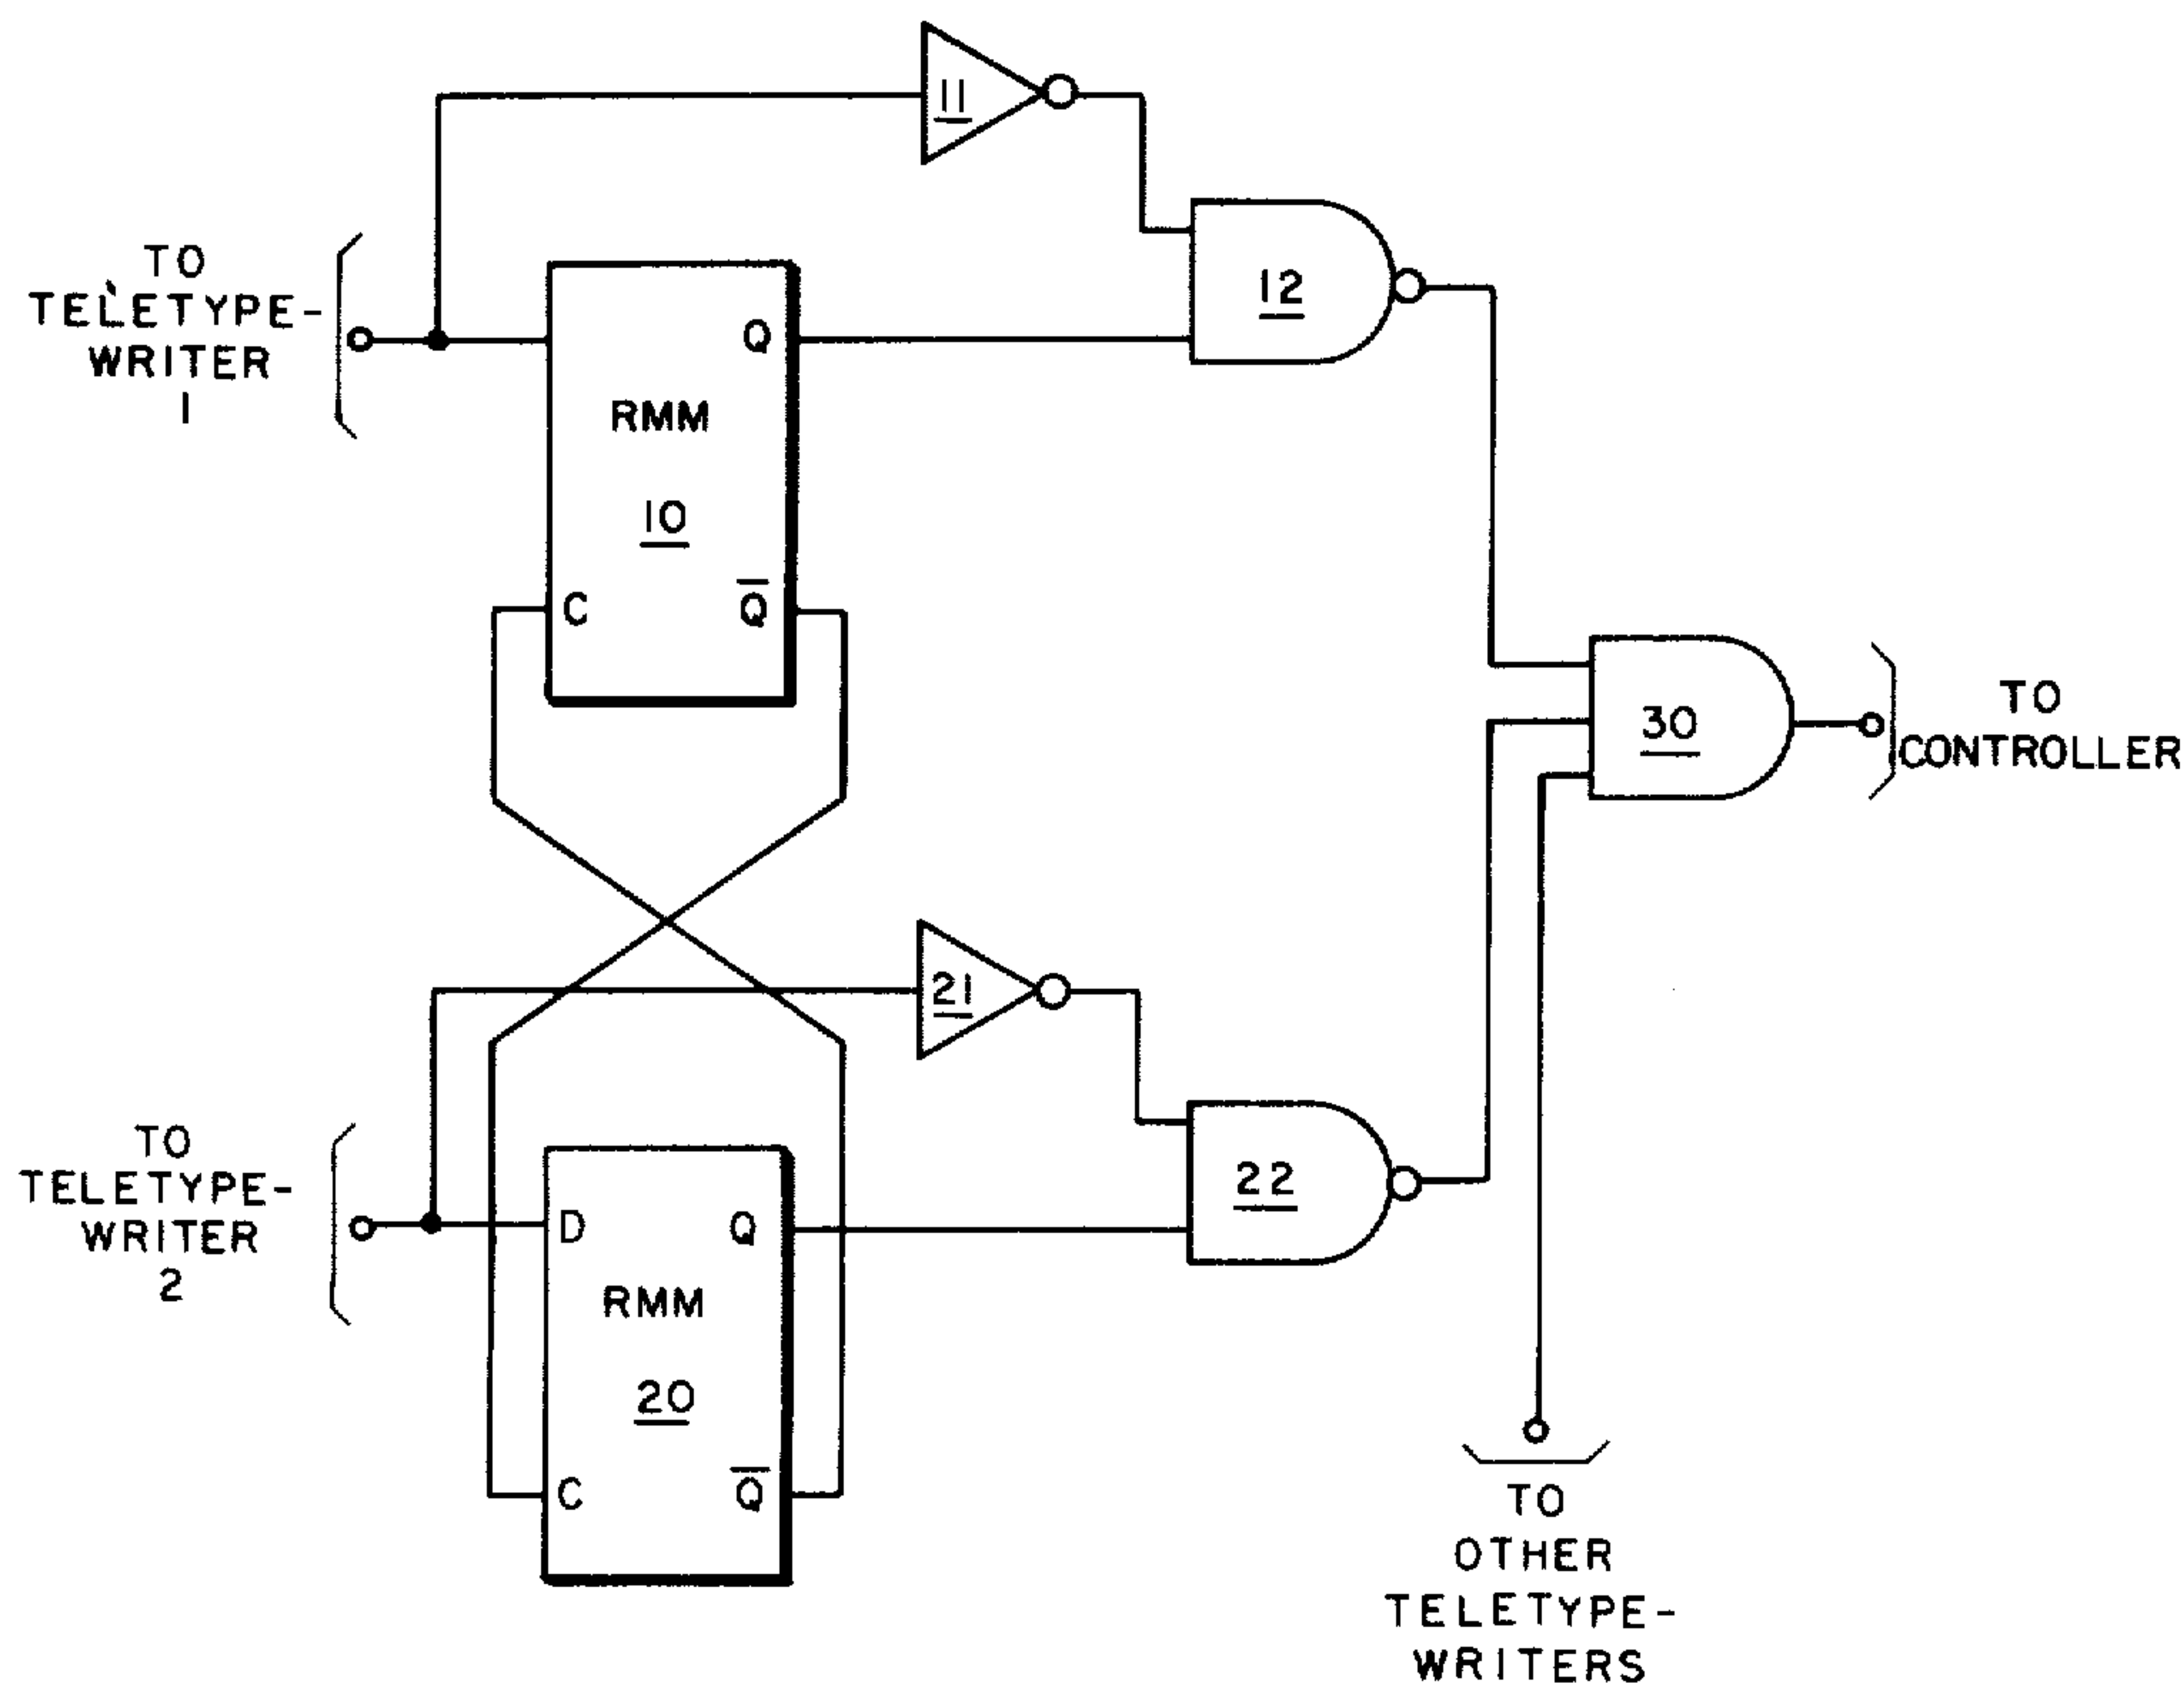 11
TO
TELETYPE-
WRITER
1
Q
RMM
10
C
Q̅
12
30
TO
CONTROLLER
21
TO
TELETYPE-
WRITER
2
D
Q
RMM
20
C
Q̅
22
TO
OTHER
TELETYPE-
WRITERS